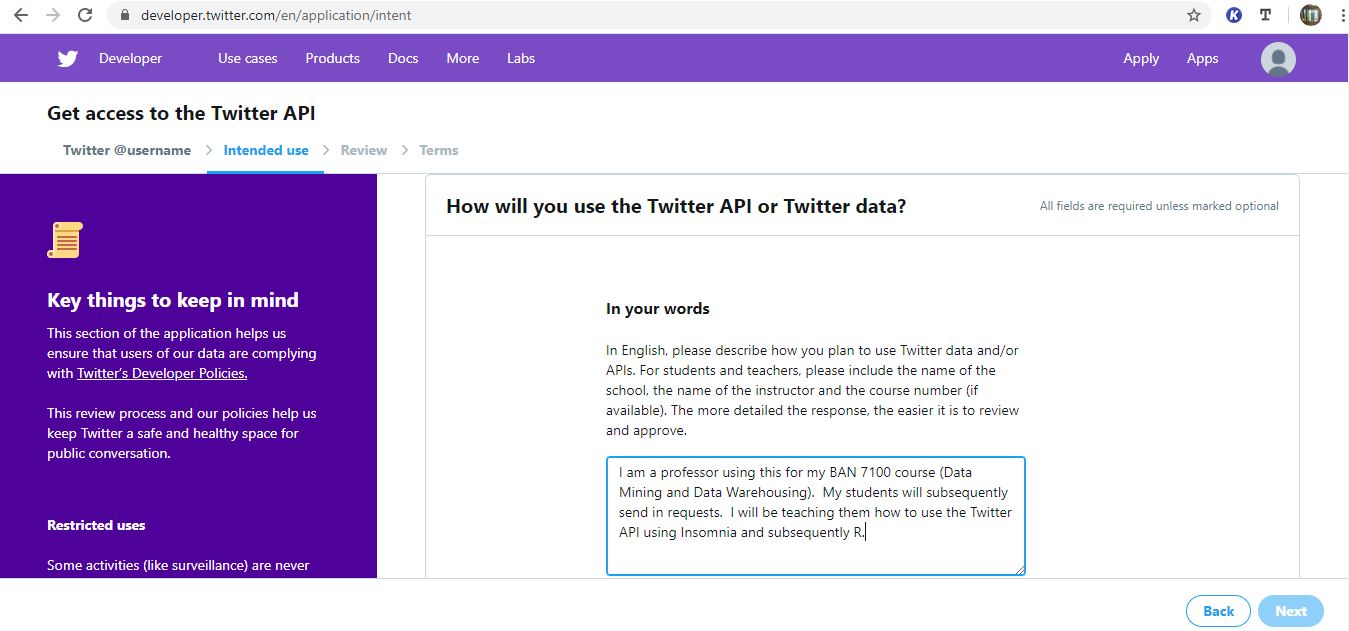 developer.twitter.com/en/application/intent
K T
Developer Use cases Products Docs More Labs Apply Apps
Get access to the Twitter API
Twitter @username > Intended use > Review > Terms
How will you use the Twitter API or Twitter data? All fields are required unless marked optional
Key things to keep in mind
This section of the application helps us
ensure that users of our data are complying
with Twitter's Developer Policies.
This review process and our policies help us
keep Twitter a safe and healthy space for
public conversation.
Restricted uses
Some activities (like surveillance) are never
In your words
In English, please describe how you plan to use Twitter data and/or
APIs. For students and teachers, please include the name of the
school, the name of the instructor and the course number (if
available). The more detailed the response, the easier it is to review
and approve.
I am a professor using this for my BAN 7100 course (Data
Mining and Data Warehousing).  My students will subsequently
send in requests.  I will be teaching them how to use the Twitter
API using Insomnia and subsequently R.
Back Next